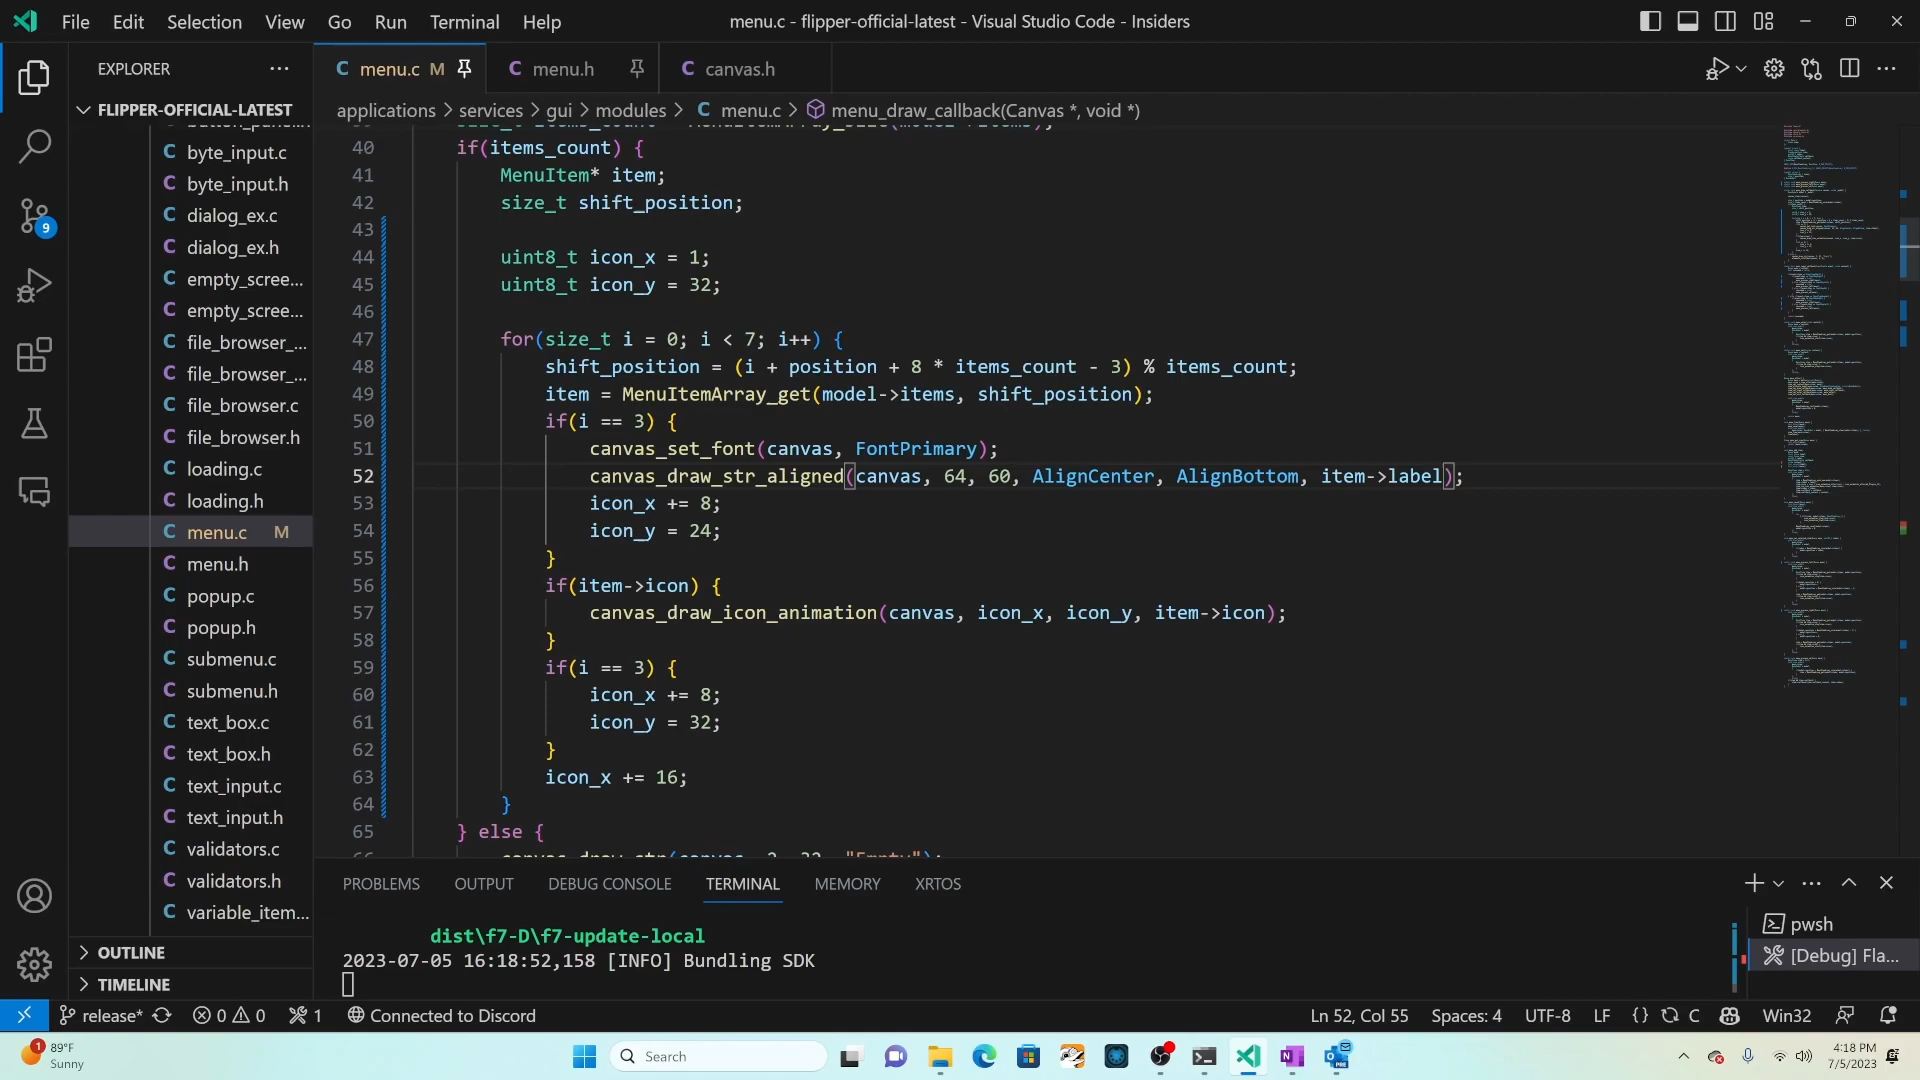 File Edit Selection View Go Run Terminal Help
menu.c - flipper-official-latest - Visual Studio Code - Insiders
EXPLORER
FLIPPER-OFFICIAL-LATEST
byte_input.c
byte_input.h
dialog_ex.c
dialog_ex.h
empty_scree...
empty_scree...
file_browser_...
file_browser_...
file_browser.c
file_browser.h
loading.c
loading.h
menu.c M
menu.h
popup.c
popup.h
submenu.c
submenu.h
text_box.c
text_box.h
text_input.c
text_input.h
validators.c
validators.h
variable_item...
OUTLINE
TIMELINE
9
C menu.c M
C menu.h
C canvas.h
applications > services > gui > modules > C menu.c > menu_draw_callback(Canvas *, void *)
40 if(items_count) {
41 MenuItem* item;
42 size_t shift_position;
43
44 uint8_t icon_x = 1;
45 uint8_t icon_y = 32;
46
47 for(size_t i = 0; i < 7; i++) {
48 shift_position = (i + position + 8 * items_count - 3) % items_count;
49 item = MenuItemArray_get(model->items, shift_position);
50 if(i == 3) {
51 canvas_set_font(canvas, FontPrimary);
52 canvas_draw_str_aligned(canvas, 64, 60, AlignCenter, AlignBottom, item->label);
53 icon_x += 8;
54 icon_y = 24;
55 }
56 if(item->icon) {
57 canvas_draw_icon_animation(canvas, icon_x, icon_y, item->icon);
58 }
59 if(i == 3) {
60 icon_x += 8;
61 icon_y = 32;
62 }
63 icon_x += 16;
64 }
65 } else {
PROBLEMS OUTPUT DEBUG CONSOLE TERMINAL MEMORY XRTOS
dist\f7-D\f7-update-local
2023-07-05 16:18:52,158 [INFO] Bundling SDK
pwsh
[Debug] Fla...
release* 0 0 1 Connected to Discord
Ln 52, Col 55 Spaces: 4 UTF-8 LF {} C Win32
1
89°F
Sunny
Search
PRE
4:18 PM
7/5/2023